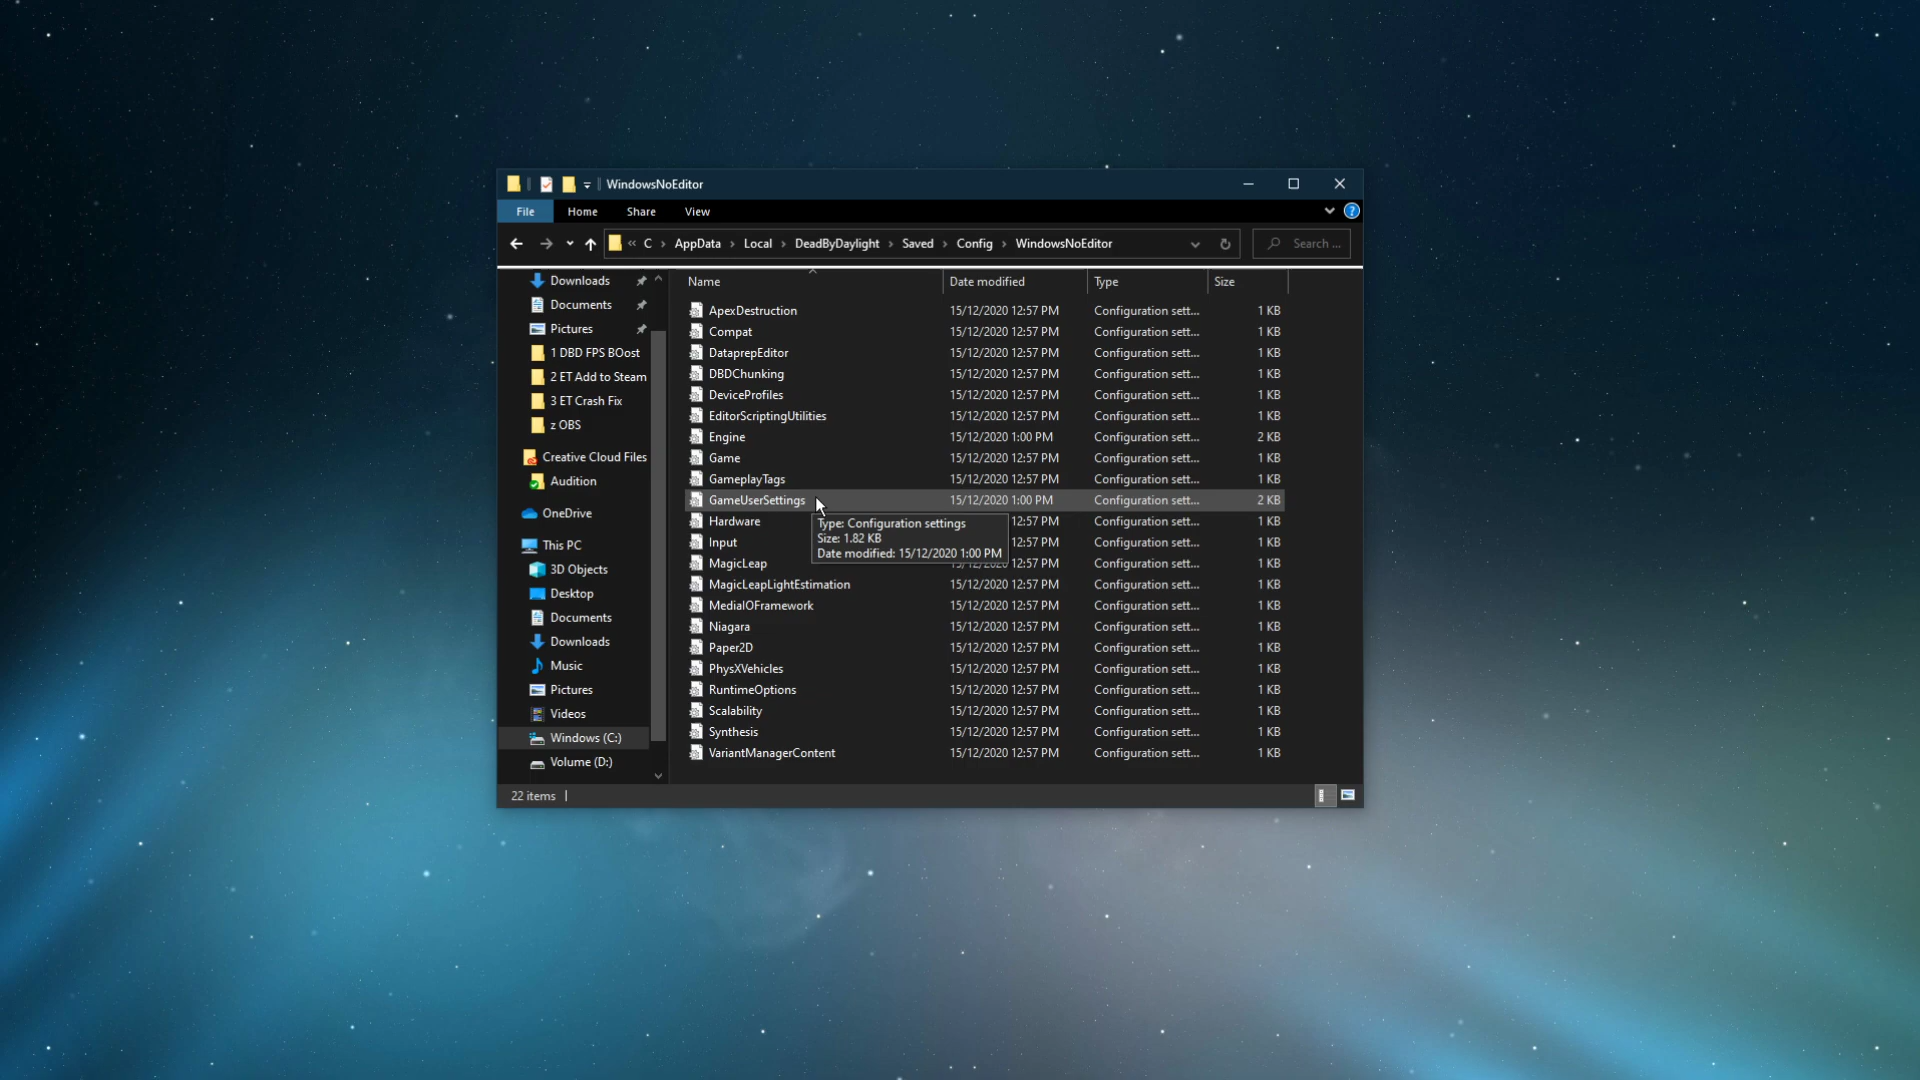 WindowsNoEditor
File Home Share View
« C › AppData › Local › DeadByDaylight › Saved › Config › WindowsNoEditor Search ...
Downloads
Documents
Pictures
1 DBD FPS BOost
2 ET Add to Steam
3 ET Crash Fix
z OBS
Creative Cloud Files
Audition
OneDrive
This PC
3D Objects
Desktop
Documents
Downloads
Music
Pictures
Videos
Windows (C:)
Volume (D:)
Name Date modified Type Size
ApexDestruction 15/12/2020 12:57 PM Configuration sett... 1 KB
Compat 15/12/2020 12:57 PM Configuration sett... 1 KB
DataprepEditor 15/12/2020 12:57 PM Configuration sett... 1 KB
DBDChunking 15/12/2020 12:57 PM Configuration sett... 1 KB
DeviceProfiles 15/12/2020 12:57 PM Configuration sett... 1 KB
EditorScriptingUtilities 15/12/2020 12:57 PM Configuration sett... 1 KB
Engine 15/12/2020 1:00 PM Configuration sett... 2 KB
Game 15/12/2020 12:57 PM Configuration sett... 1 KB
GameplayTags 15/12/2020 12:57 PM Configuration sett... 1 KB
GameUserSettings 15/12/2020 1:00 PM Configuration sett... 2 KB
Hardware 12:57 PM Configuration sett... 1 KB
Input 12:57 PM Configuration sett... 1 KB
MagicLeap 15/12/2020 12:57 PM Configuration sett... 1 KB
MagicLeapLightEstimation 15/12/2020 12:57 PM Configuration sett... 1 KB
MediaIOFramework 15/12/2020 12:57 PM Configuration sett... 1 KB
Niagara 15/12/2020 12:57 PM Configuration sett... 1 KB
Paper2D 15/12/2020 12:57 PM Configuration sett... 1 KB
PhysXVehicles 15/12/2020 12:57 PM Configuration sett... 1 KB
RuntimeOptions 15/12/2020 12:57 PM Configuration sett... 1 KB
Scalability 15/12/2020 12:57 PM Configuration sett... 1 KB
Synthesis 15/12/2020 12:57 PM Configuration sett... 1 KB
VariantManagerContent 15/12/2020 12:57 PM Configuration sett... 1 KB
Type: Configuration settings
Size: 1.82 KB
Date modified: 15/12/2020 1:00 PM
22 items